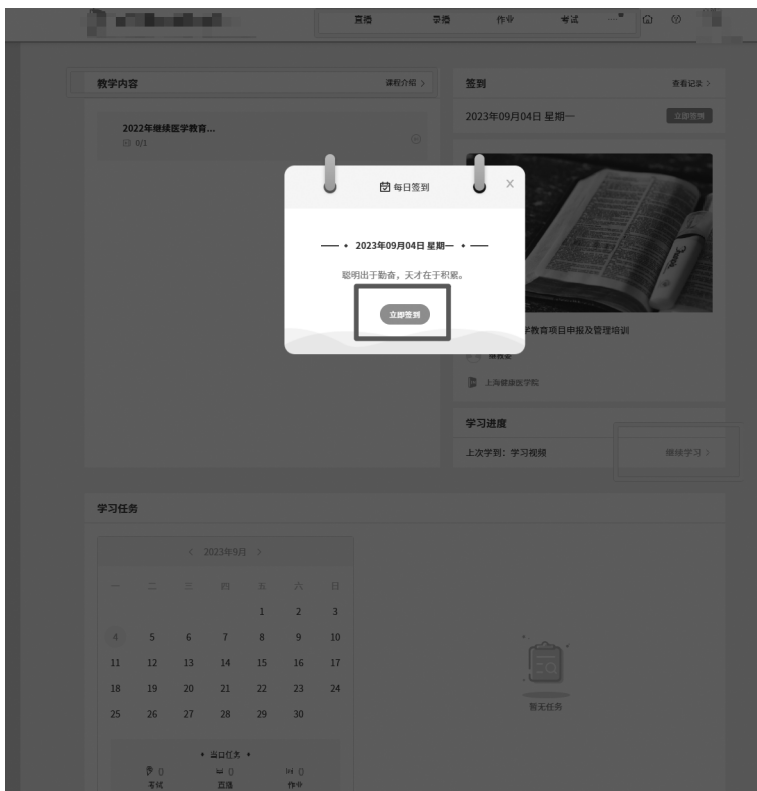 直播 录播 作业 考试
教学内容 课程介绍 >
2022年继续医学教育...
0/1
签到 查看记录 >
2023年09月04日 星期一 立即签到
每日签到 ×
2023年09月04日 星期一
聪明出于勤奋，天才在于积累。
立即签到
学教育项目申报及管理培训
继教委
上海健康医学院
学习进度
上次学到：学习视频 继续学习 >
学习任务
< 2023年9月 >
一 二 三 四 五 六 日
1 2 3
4 5 6 7 8 9 10
11 12 13 14 15 16 17
18 19 20 21 22 23 24
25 26 27 28 29 30
暂无任务
当日任务
0 0 0
考试 直播 作业